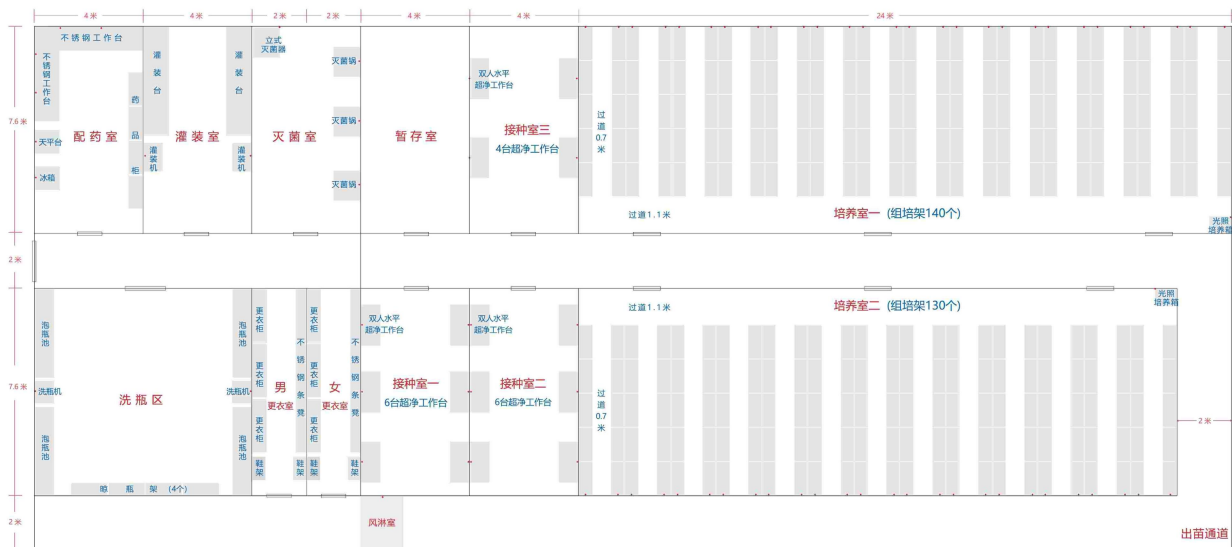 4 米
4 米
2 米
2 米
4 米
4 米
24 米
7.6 米
2 米
7.6 米
2 米
不锈钢工作台
不锈钢工作台
天平台
冰箱
配药室
药品柜
灌装台
灌装机
灌装室
灌装台
灌装机
立式
灭菌器
灭菌室
灭菌锅
灭菌锅
灭菌锅
暂存室
双人水平
超净工作台
接种室三
4台超净工作台
过道0.7米
过道1.1米
培养室一 (组培架140个)
光照
培养箱
泡瓶池
洗瓶机
泡瓶池
洗瓶区
泡瓶池
洗瓶机
泡瓶池
晾瓶架 (4个)
更衣柜
更衣柜
更衣柜
鞋架
男
更衣室
不锈钢条凳
鞋架
更衣柜
更衣柜
更衣柜
鞋架
女
更衣室
不锈钢条凳
鞋架
双人水平
超净工作台
接种室一
6台超净工作台
双人水平
超净工作台
接种室二
6台超净工作台
过道1.1米
过道0.7米
培养室二 (组培架130个)
光照
培养箱
2 米
风淋室
出苗通道